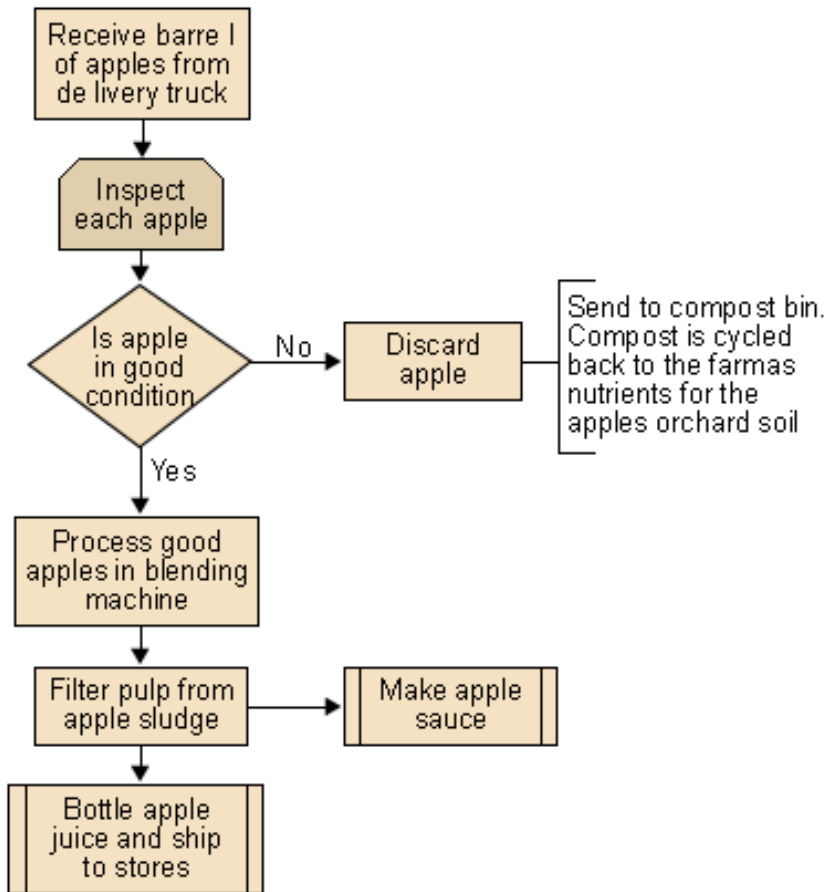 Receive barre l
of apples from
de livery truck
Inspect
each apple
Is apple
in good
condition
No
Discard
apple
Send to compost bin.
Compost is cycled
back to the farmas
nutrients for the
apples orchard soil
Yes
Process good
apples in blending
machine
Filter pulp from
apple sludge
Make apple
sauce
Bottle apple
juice and ship
to stores